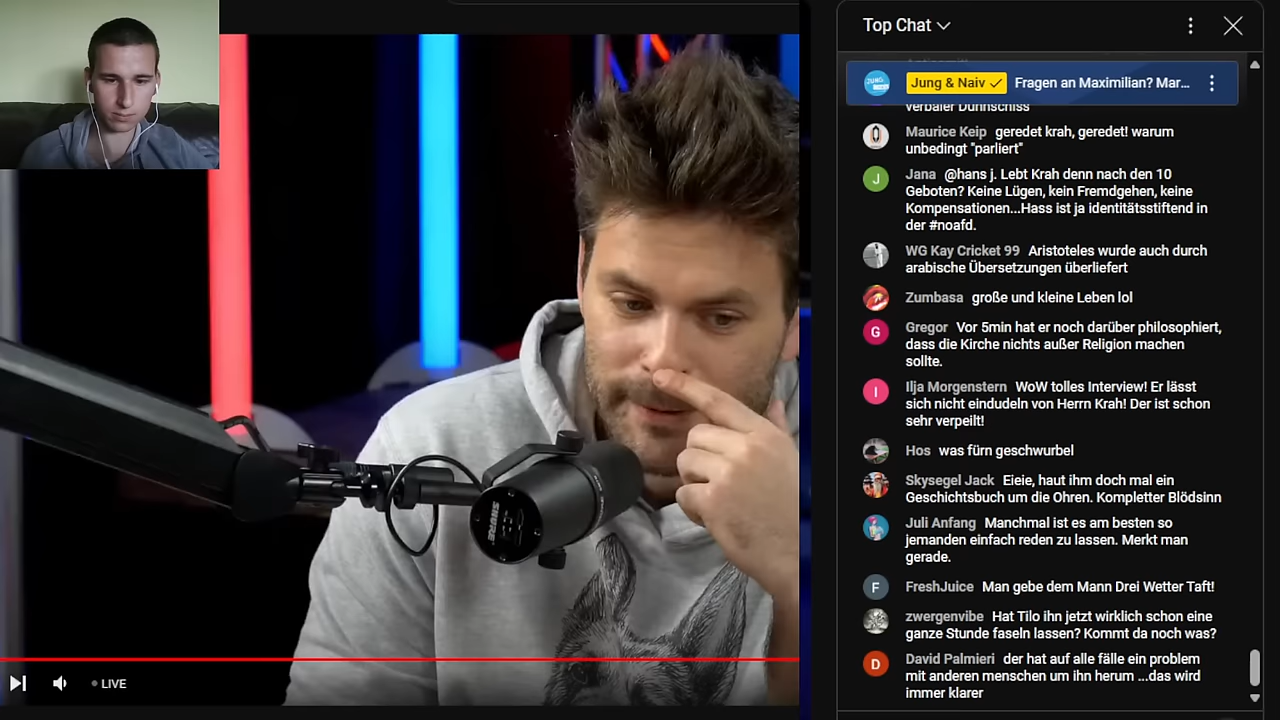 Top Chat
Jung & Naiv Fragen an Maximilian? Mar...
verbaler Dünnschiss
Maurice Keip geredet krah, geredet! warum
unbedingt "parliert"
Jana @hans j. Lebt Krah denn nach den 10
Geboten? Keine Lügen, kein Fremdgehen, keine
Kompensationen...Hass ist ja identitätsstiftend in
der #noafd.
WG Kay Cricket 99 Aristoteles wurde auch durch
arabische Übersetzungen überliefert
Zumbasa große und kleine Leben lol
Gregor Vor 5min hat er noch darüber philosophiert,
dass die Kirche nichts außer Religion machen
sollte.
Ilja Morgenstern WoW tolles Interview! Er lässt
sich nicht eindudeln von Herrn Krah! Der ist schon
sehr verpeilt!
Hos was fürn geschwurbel
Skysegel Jack Eieie, haut ihm doch mal ein
Geschichtsbuch um die Ohren. Kompletter Blödsinn
Juli Anfang Manchmal ist es am besten so
jemanden einfach reden zu lassen. Merkt man
gerade.
FreshJuice Man gebe dem Mann Drei Wetter Taft!
zwergenvibe Hat Tilo ihn jetzt wirklich schon eine
ganze Stunde faseln lassen? Kommt da noch was?
David Palmieri der hat auf alle fälle ein problem
mit anderen menschen um ihn herum ...das wird
immer klarer
J
G
I
F
D
SHURE
LIVE